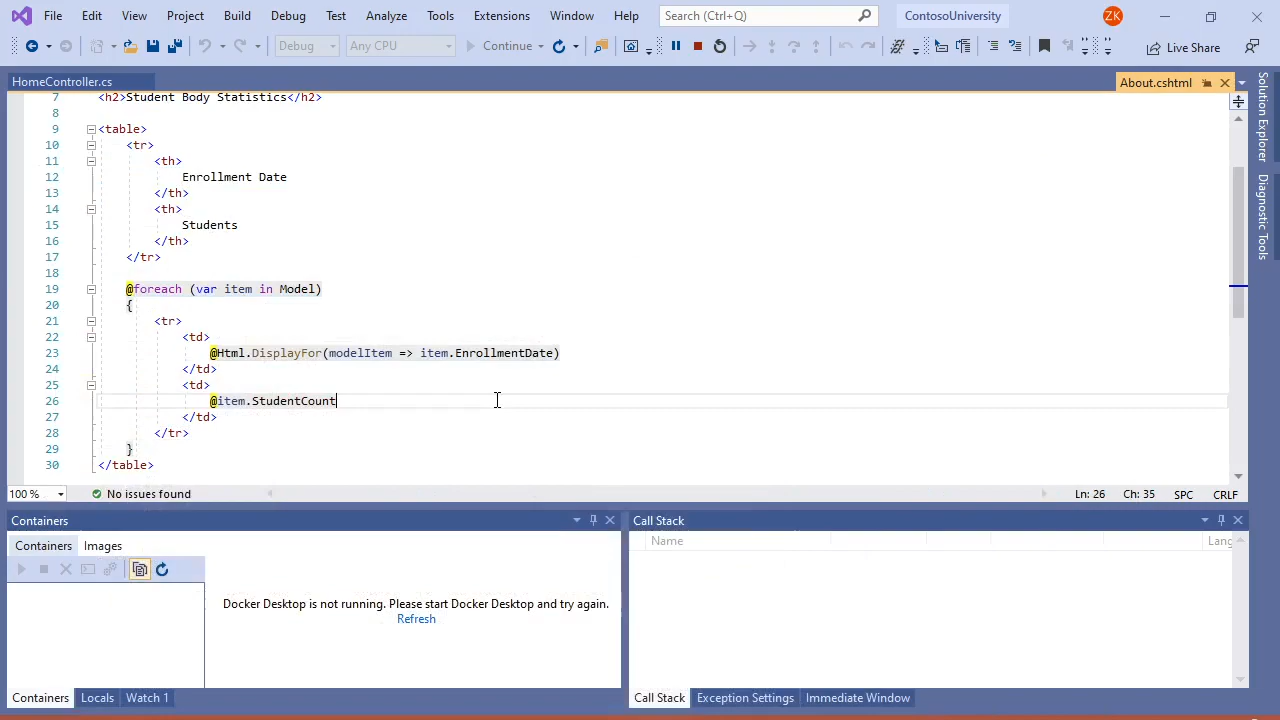 File Edit View Project Build Debug Test Analyze Tools Extensions Window Help Search (Ctrl+Q) ContosoUniversity ZK
Debug Any CPU Continue Live Share
HomeController.cs About.cshtml
7 <h2>Student Body Statistics</h2>
8
9 <table>
10 <tr>
11 <th>
12 Enrollment Date
13 </th>
14 <th>
15 Students
16 </th>
17 </tr>
18
19 @foreach (var item in Model)
20 {
21 <tr>
22 <td>
23 @Html.DisplayFor(modelItem => item.EnrollmentDate)
24 </td>
25 <td>
26 @item.StudentCount
27 </td>
28 </tr>
29 }
30 </table>
Solution Explorer
Diagnostic Tools
100 % No issues found Ln: 26 Ch: 35 SPC CRLF
Containers
Containers Images
Docker Desktop is not running. Please start Docker Desktop and try again.
Refresh
Containers Locals Watch 1
Call Stack
Name Lang
Call Stack Exception Settings Immediate Window